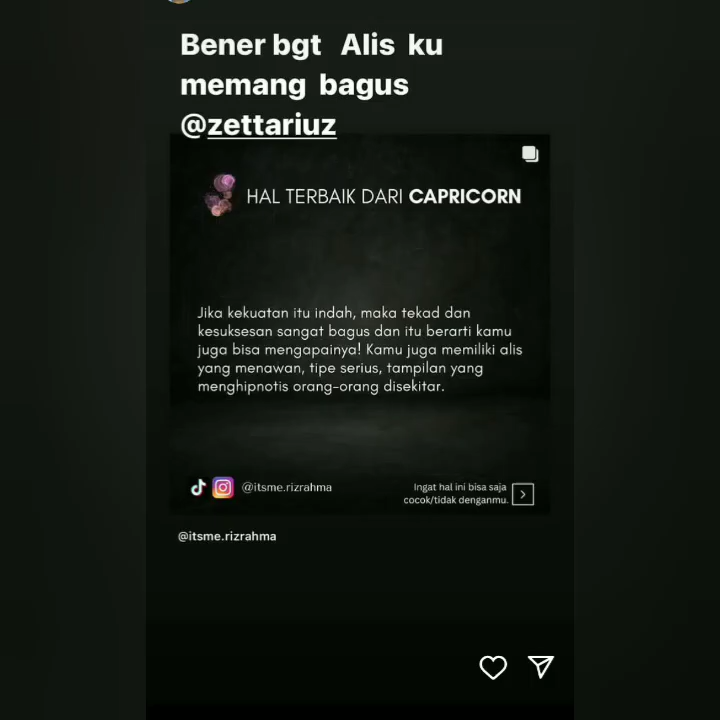 Bener bgt Alis ku
memang bagus
@zettariuz
HAL TERBAIK DARI CAPRICORN
Jika kekuatan itu indah, maka tekad dan
kesuksesan sangat bagus dan itu berarti kamu
juga bisa mengapainya! Kamu juga memiliki alis
yang menawan, tipe serius, tampilan yang
menghipnotis orang-orang disekitar.
@itsme.rizrahma
Ingat hal ini bisa saja
cocok/tidak denganmu.
@itsme.rizrahma